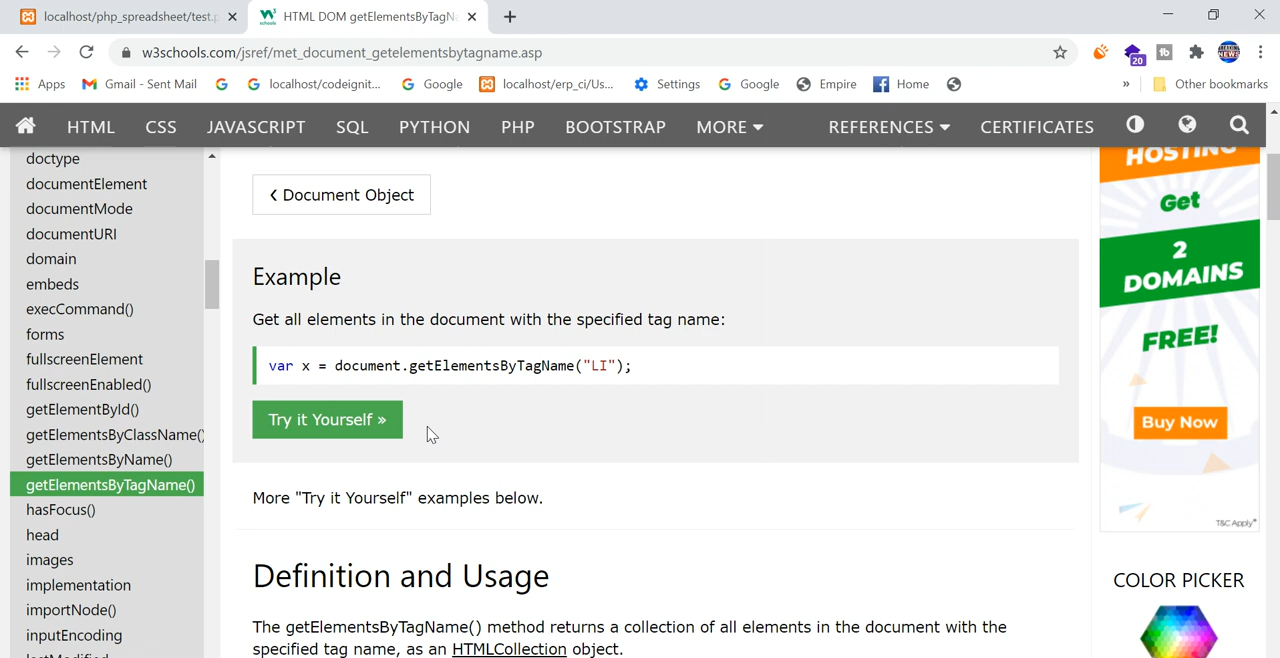 localhost/php_spreadsheet/test.p
HTML DOM getElementsByTagN
w3schools.com/jsref/met_document_getelementsbytagname.asp
20
Apps Gmail - Sent Mail localhost/codeignit... Google localhost/erp_ci/Us... Settings Google Empire Home » Other bookmarks
HTML CSS JAVASCRIPT SQL PYTHON PHP BOOTSTRAP MORE REFERENCES CERTIFICATES
doctype
documentElement
documentMode
documentURI
domain
embeds
execCommand()
forms
fullscreenElement
fullscreenEnabled()
getElementById()
getElementsByClassName()
getElementsByName()
getElementsByTagName()
hasFocus()
head
images
implementation
importNode()
inputEncoding
lastModified
❮ Document Object
Example
Get all elements in the document with the specified tag name:
var x = document.getElementsByTagName("LI");
Try it Yourself »
More "Try it Yourself" examples below.
Definition and Usage
The getElementsByTagName() method returns a collection of all elements in the document with the
specified tag name, as an HTMLCollection object.
HOSTING
Get
2
DOMAINS
FREE!
Buy Now
T&C Apply*
COLOR PICKER